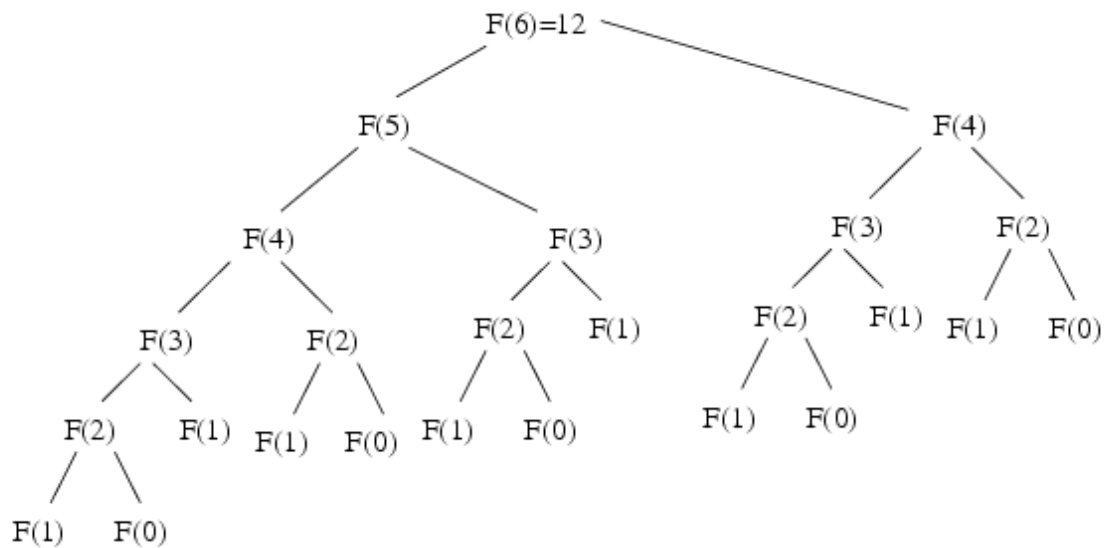 F(6)=12
F(5) F(4)
F(4) F(3) F(3) F(2)
F(3) F(2) F(2) F(1) F(2) F(1) F(1) F(0)
F(2) F(1) F(1) F(0) F(1) F(0) F(1) F(0)
F(1) F(0)